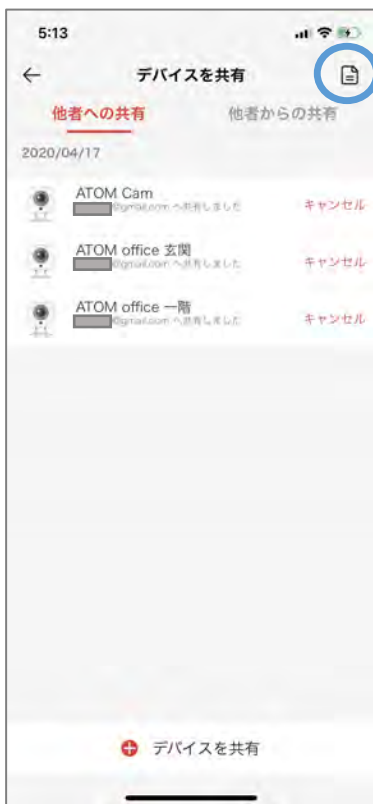 5:13
デバイスを共有
他者への共有 他者からの共有
2020/04/17
ATOM Cam
@gmail.com へ共有しました キャンセル
ATOM office 玄関
@gmail.com へ共有しました キャンセル
ATOM office 一階
@gmail.com へ共有しました キャンセル
デバイスを共有